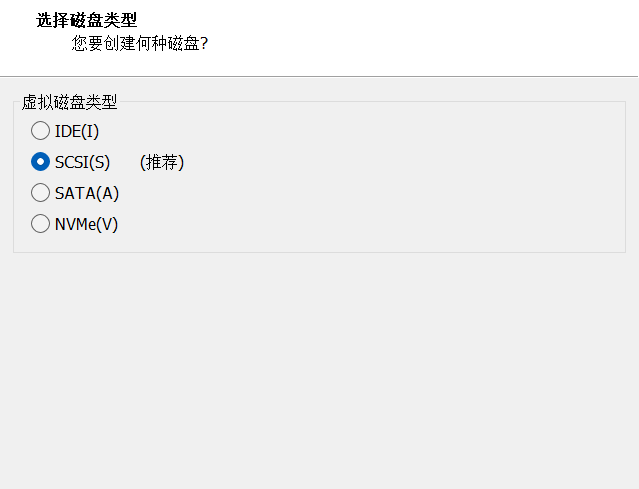 选择磁盘类型
您要创建何种磁盘?
虚拟磁盘类型
IDE(I)
SCSI(S) (推荐)
SATA(A)
NVMe(V)